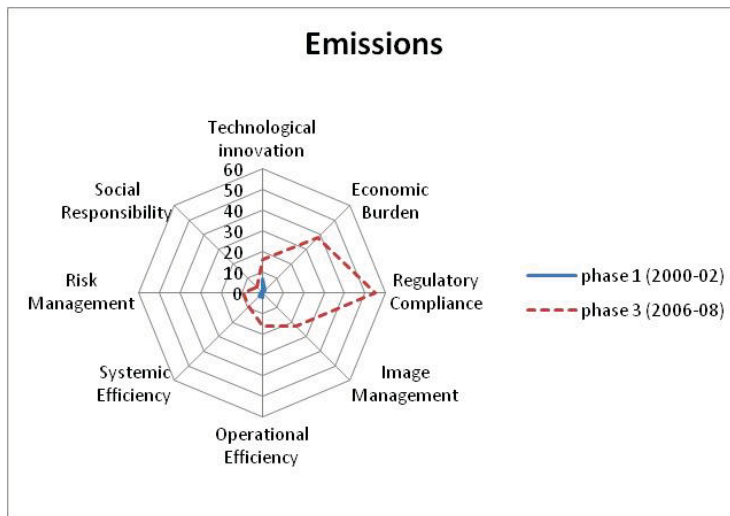 Emissions
Technological
innovation
Economic
Burden
Regulatory
Compliance
Image
Management
Operational
Efficiency
Systemic
Efficiency
Risk
Management
Social
Responsibility
60
50
40
30
20
10
0
phase 1 (2000-02)
phase 3 (2006-08)